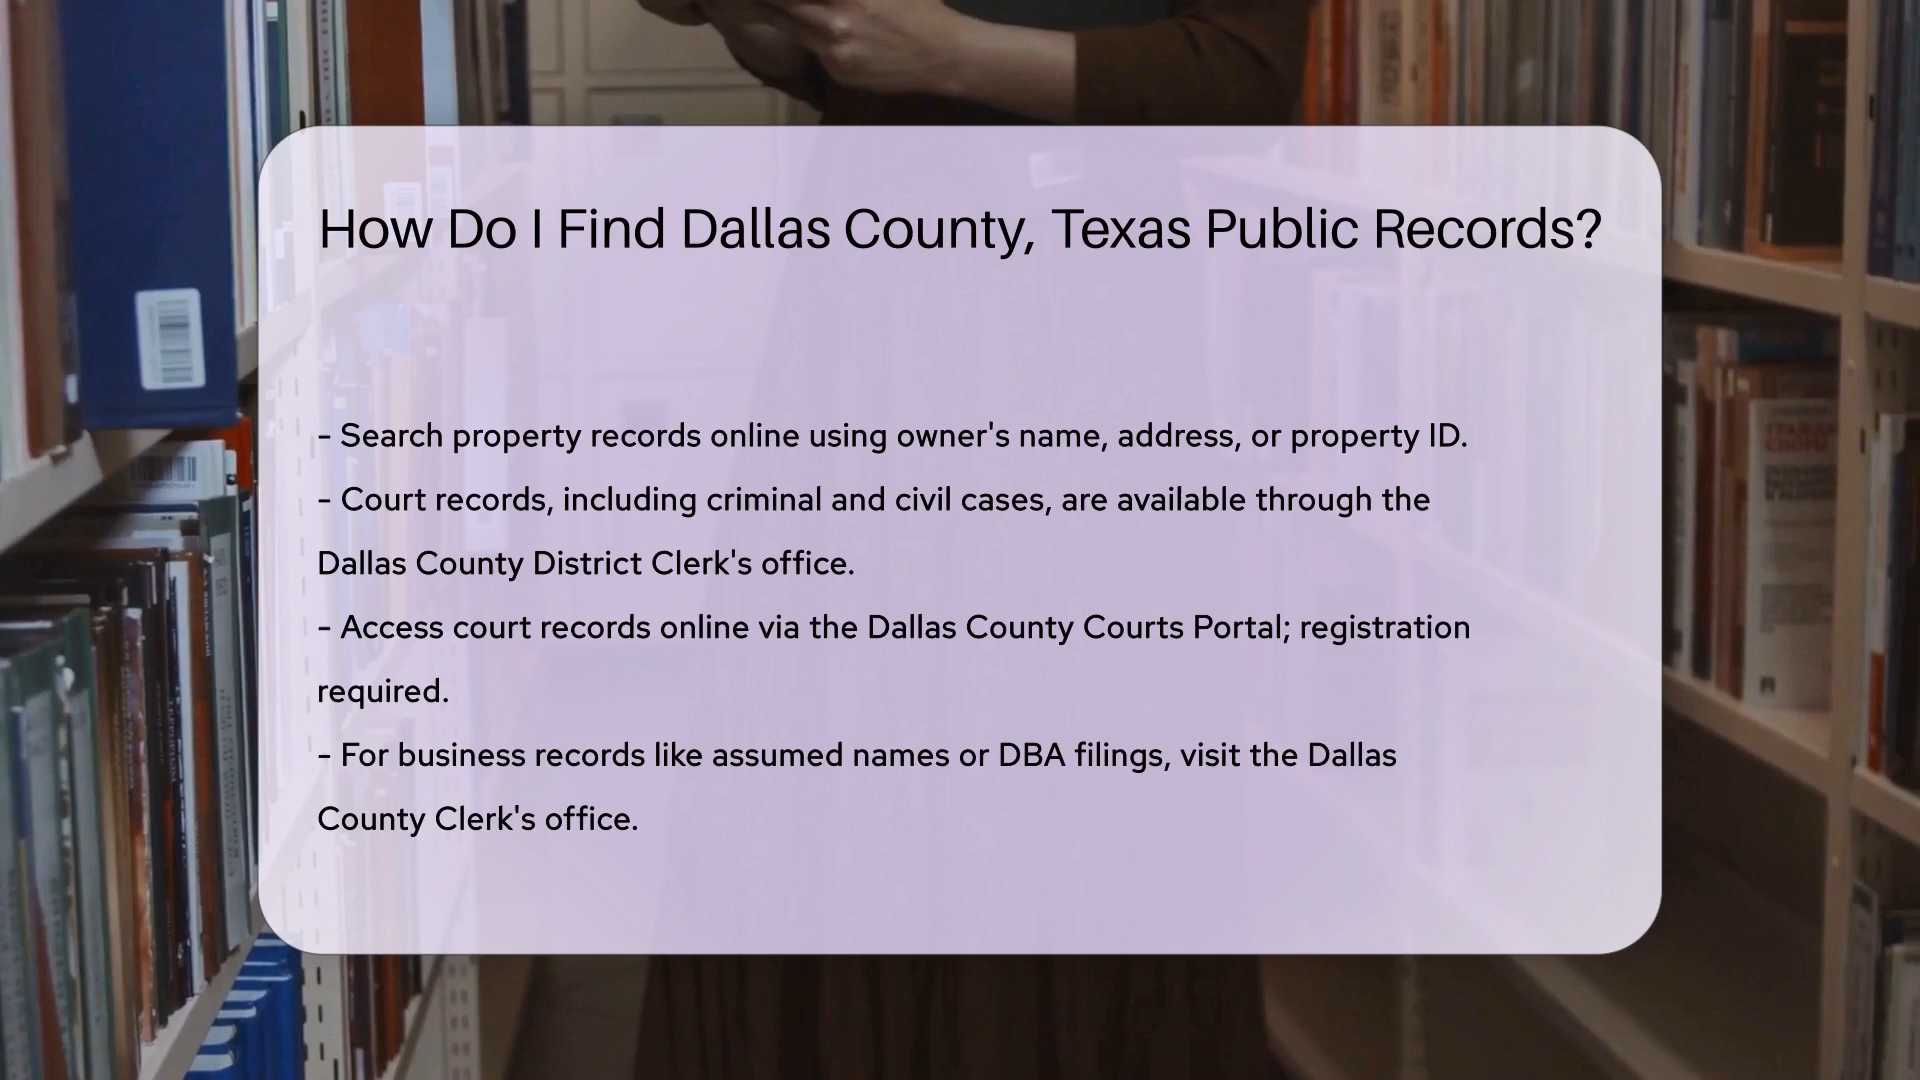 How Do I Find Dallas County, Texas Public Records?
- Search property records online using owner's name, address, or property ID.
- Court records, including criminal and civil cases, are available through the
Dallas County District Clerk's office.
- Access court records online via the Dallas County Courts Portal; registration
required.
- For business records like assumed names or DBA filings, visit the Dallas
County Clerk's office.